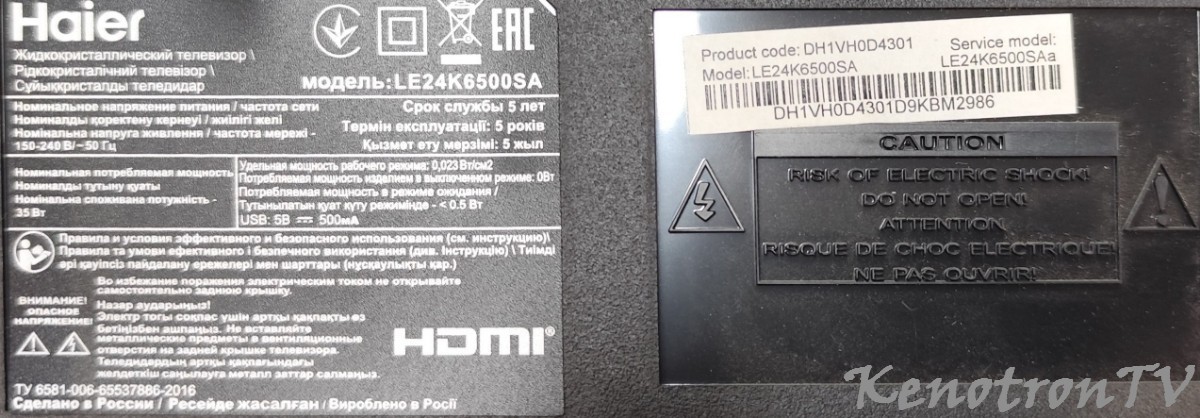 Haier
Жидкокристаллический телевизор \
Рідкокристалічний телевізор \
Сұйықкристалды теледидар
EAC
модель:LE24K6500SA
Номинальное напряжение питания / частота сети
Номиналды қоректену кернеуі / жиілігі желі
Номінальна напруга живлення / частота мережі -
150-240 В/~50 Гц
Срок службы 5 лет
Термін експлуатації: 5 років
Қызмет ету мерзімі: 5 жыл
Номинальная потребляемая мощность
Номиналды тұтыну қуаты
Номінальна споживана потужність -
35 Вт
Удельная мощность рабочего режима: 0,023 Вт/см2
Потребляемая мощность изделием в выключенном режиме: 0Вт
Потребляемая мощность в режиме ожидания /
Тұтынылатын қуат күту режимінде - < 0.5 Вт
USB: 5В ⎓ 500мА
Правила и условия эффективного и безопасного использования (см. инструкцию)\
Правила та умови ефективного і безпечного використання (див. Інструкцію) \ Тиімді
әрі қауіпсіз пайдалану ережелері мен шарттары (нұсқаулықты қар.)
ВНИМАНИЕ!
ОПАСНОЕ
НАПРЯЖЕНИЕ!
Во избежание поражения электрическим током не открывайте
самостоятельно заднюю крышку.
Назар аударыңыз!
Электр тогы соқпас үшін артқы қақпақты өз
бетіңізбен ашпаңыз. Не вставляйте
металлические предметы в вентиляционные
отверстия на задней крышке телевизора.
Теледидардың артқы қақпағындағы
желдеткіш саңылауға металл заттар салмаңыз.
HDMI®
ТУ 6581-006-65537886-2016
Сделано в России / Ресейде жасалған / Вироблено в Росії
Product code: DH1VH0D4301
Service model:
Model: LE24K6500SA
LE24K6500SAa
DH1VH0D4301D9KBM2986
CAUTION
RISK OF ELECTRIC SHOCK!
DO NOT OPEN!
ATTENTION
RISQUE DE CHOC ELECTRIQUE!
NE PAS OUVRIR!
KenotronTV